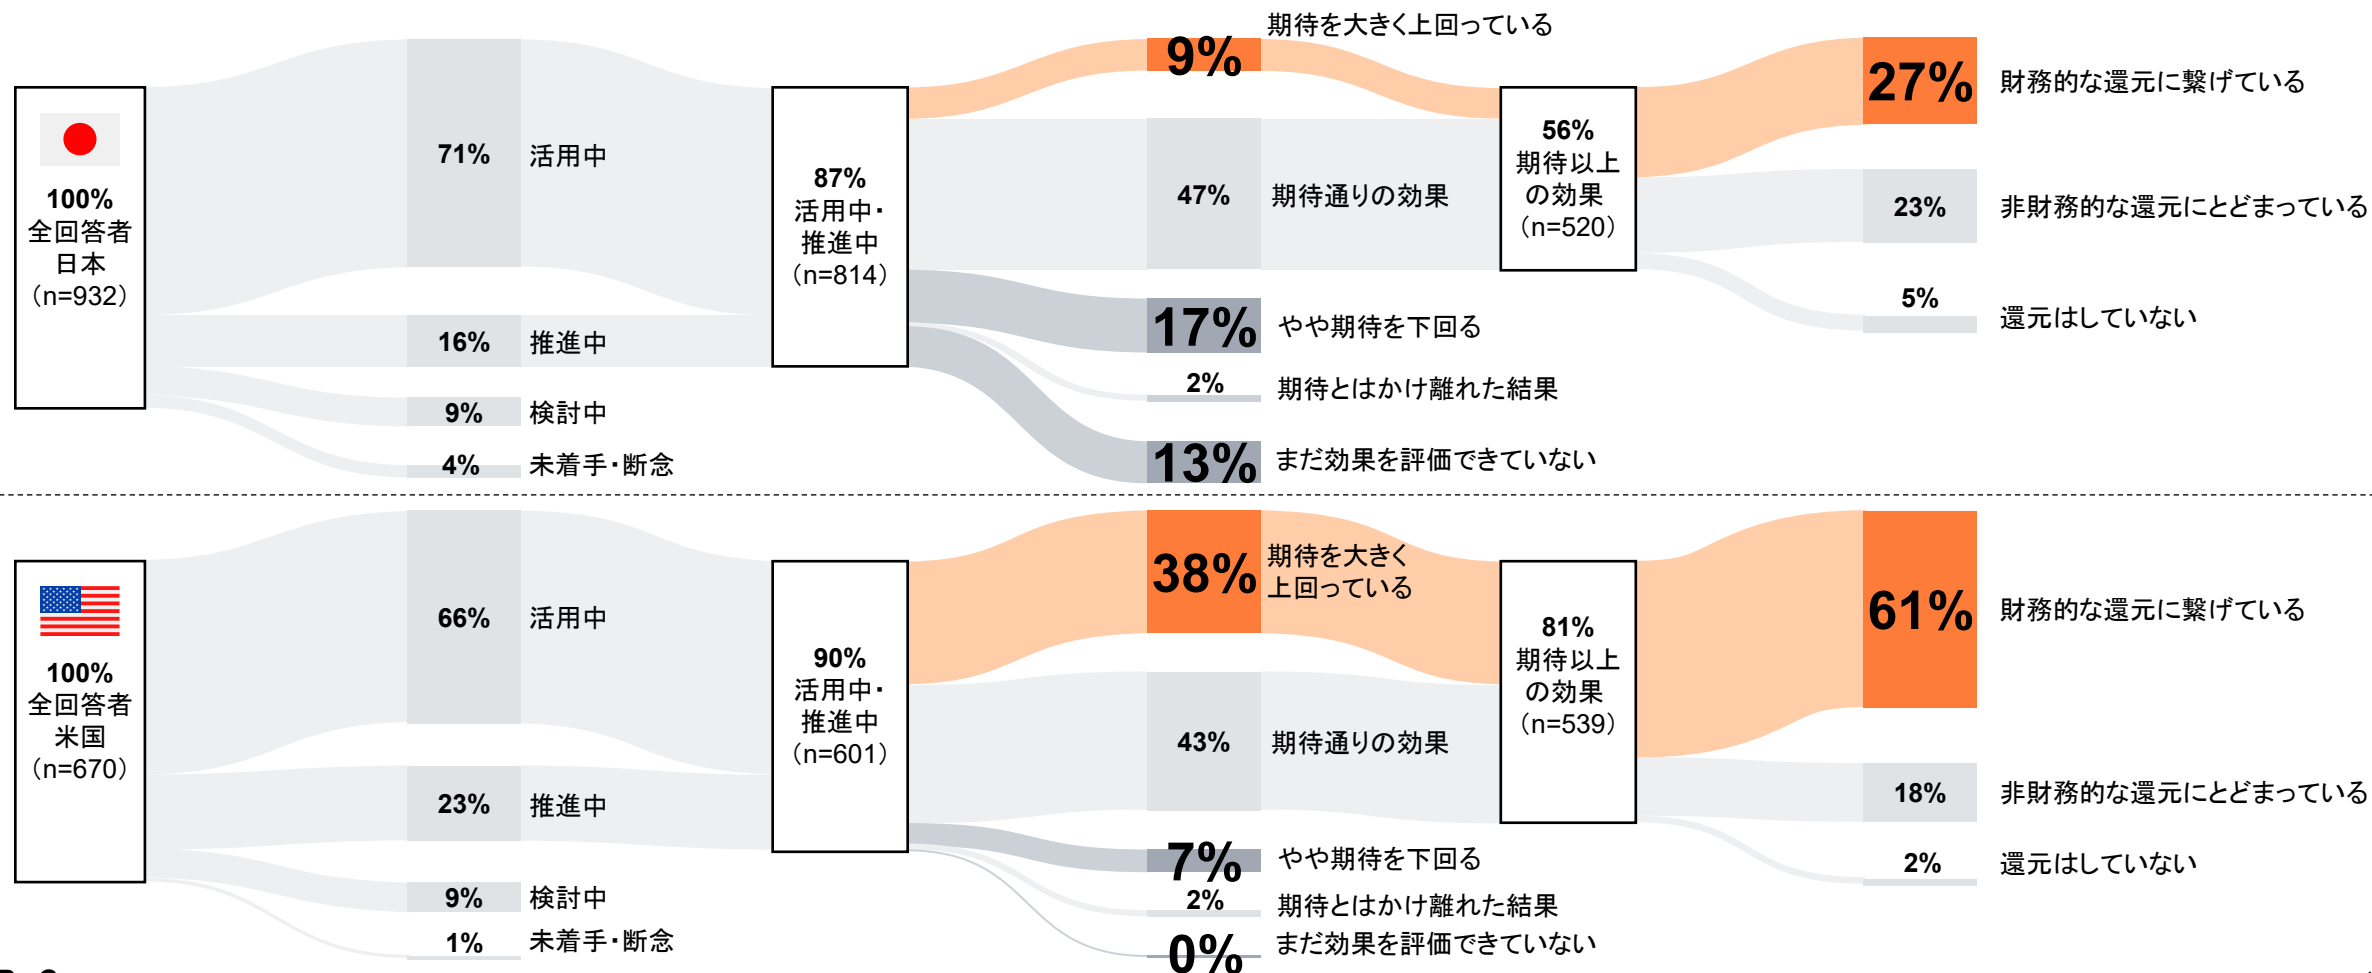 100%
全回答者
日本
（n=932）
71%
活用中
16%
推進中
9%
検討中
4%
未着手・断念
87%
活用中・
推進中
（n=814）
9%
期待を大きく上回っている
47%
期待通りの効果
17%
やや期待を下回る
2%
期待とはかけ離れた結果
13%
まだ効果を評価できていない
56%
期待以上
の効果
（n=520）
27%
財務的な還元に繋げている
23%
非財務的な還元にとどまっている
5%
還元はしていない
100%
全回答者
米国
（n=670）
66%
活用中
23%
推進中
9%
検討中
1%
未着手・断念
90%
活用中・
推進中
（n=601）
38%
期待を大きく
上回っている
43%
期待通りの効果
7%
やや期待を下回る
2%
期待とはかけ離れた結果
0%
まだ効果を評価できていない
81%
期待以上
の効果
（n=539）
61%
財務的な還元に繋げている
18%
非財務的な還元にとどまっている
2%
還元はしていない